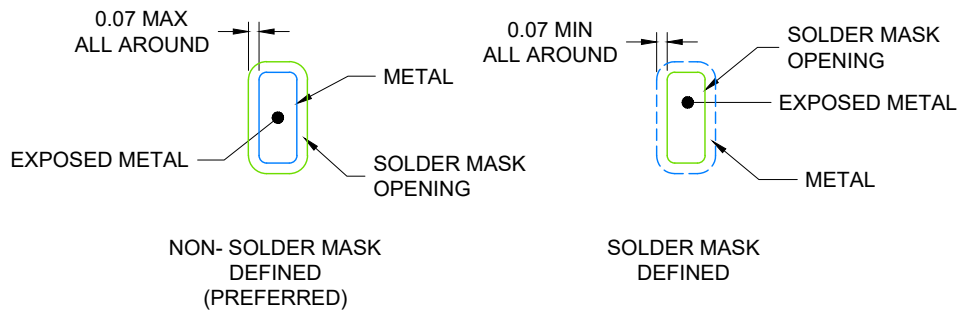 0.07 MAX
ALL AROUND
METAL
EXPOSED METAL
SOLDER MASK
OPENING
NON- SOLDER MASK
DEFINED
(PREFERRED)
0.07 MIN
ALL AROUND
SOLDER MASK
OPENING
EXPOSED METAL
METAL
SOLDER MASK
DEFINED